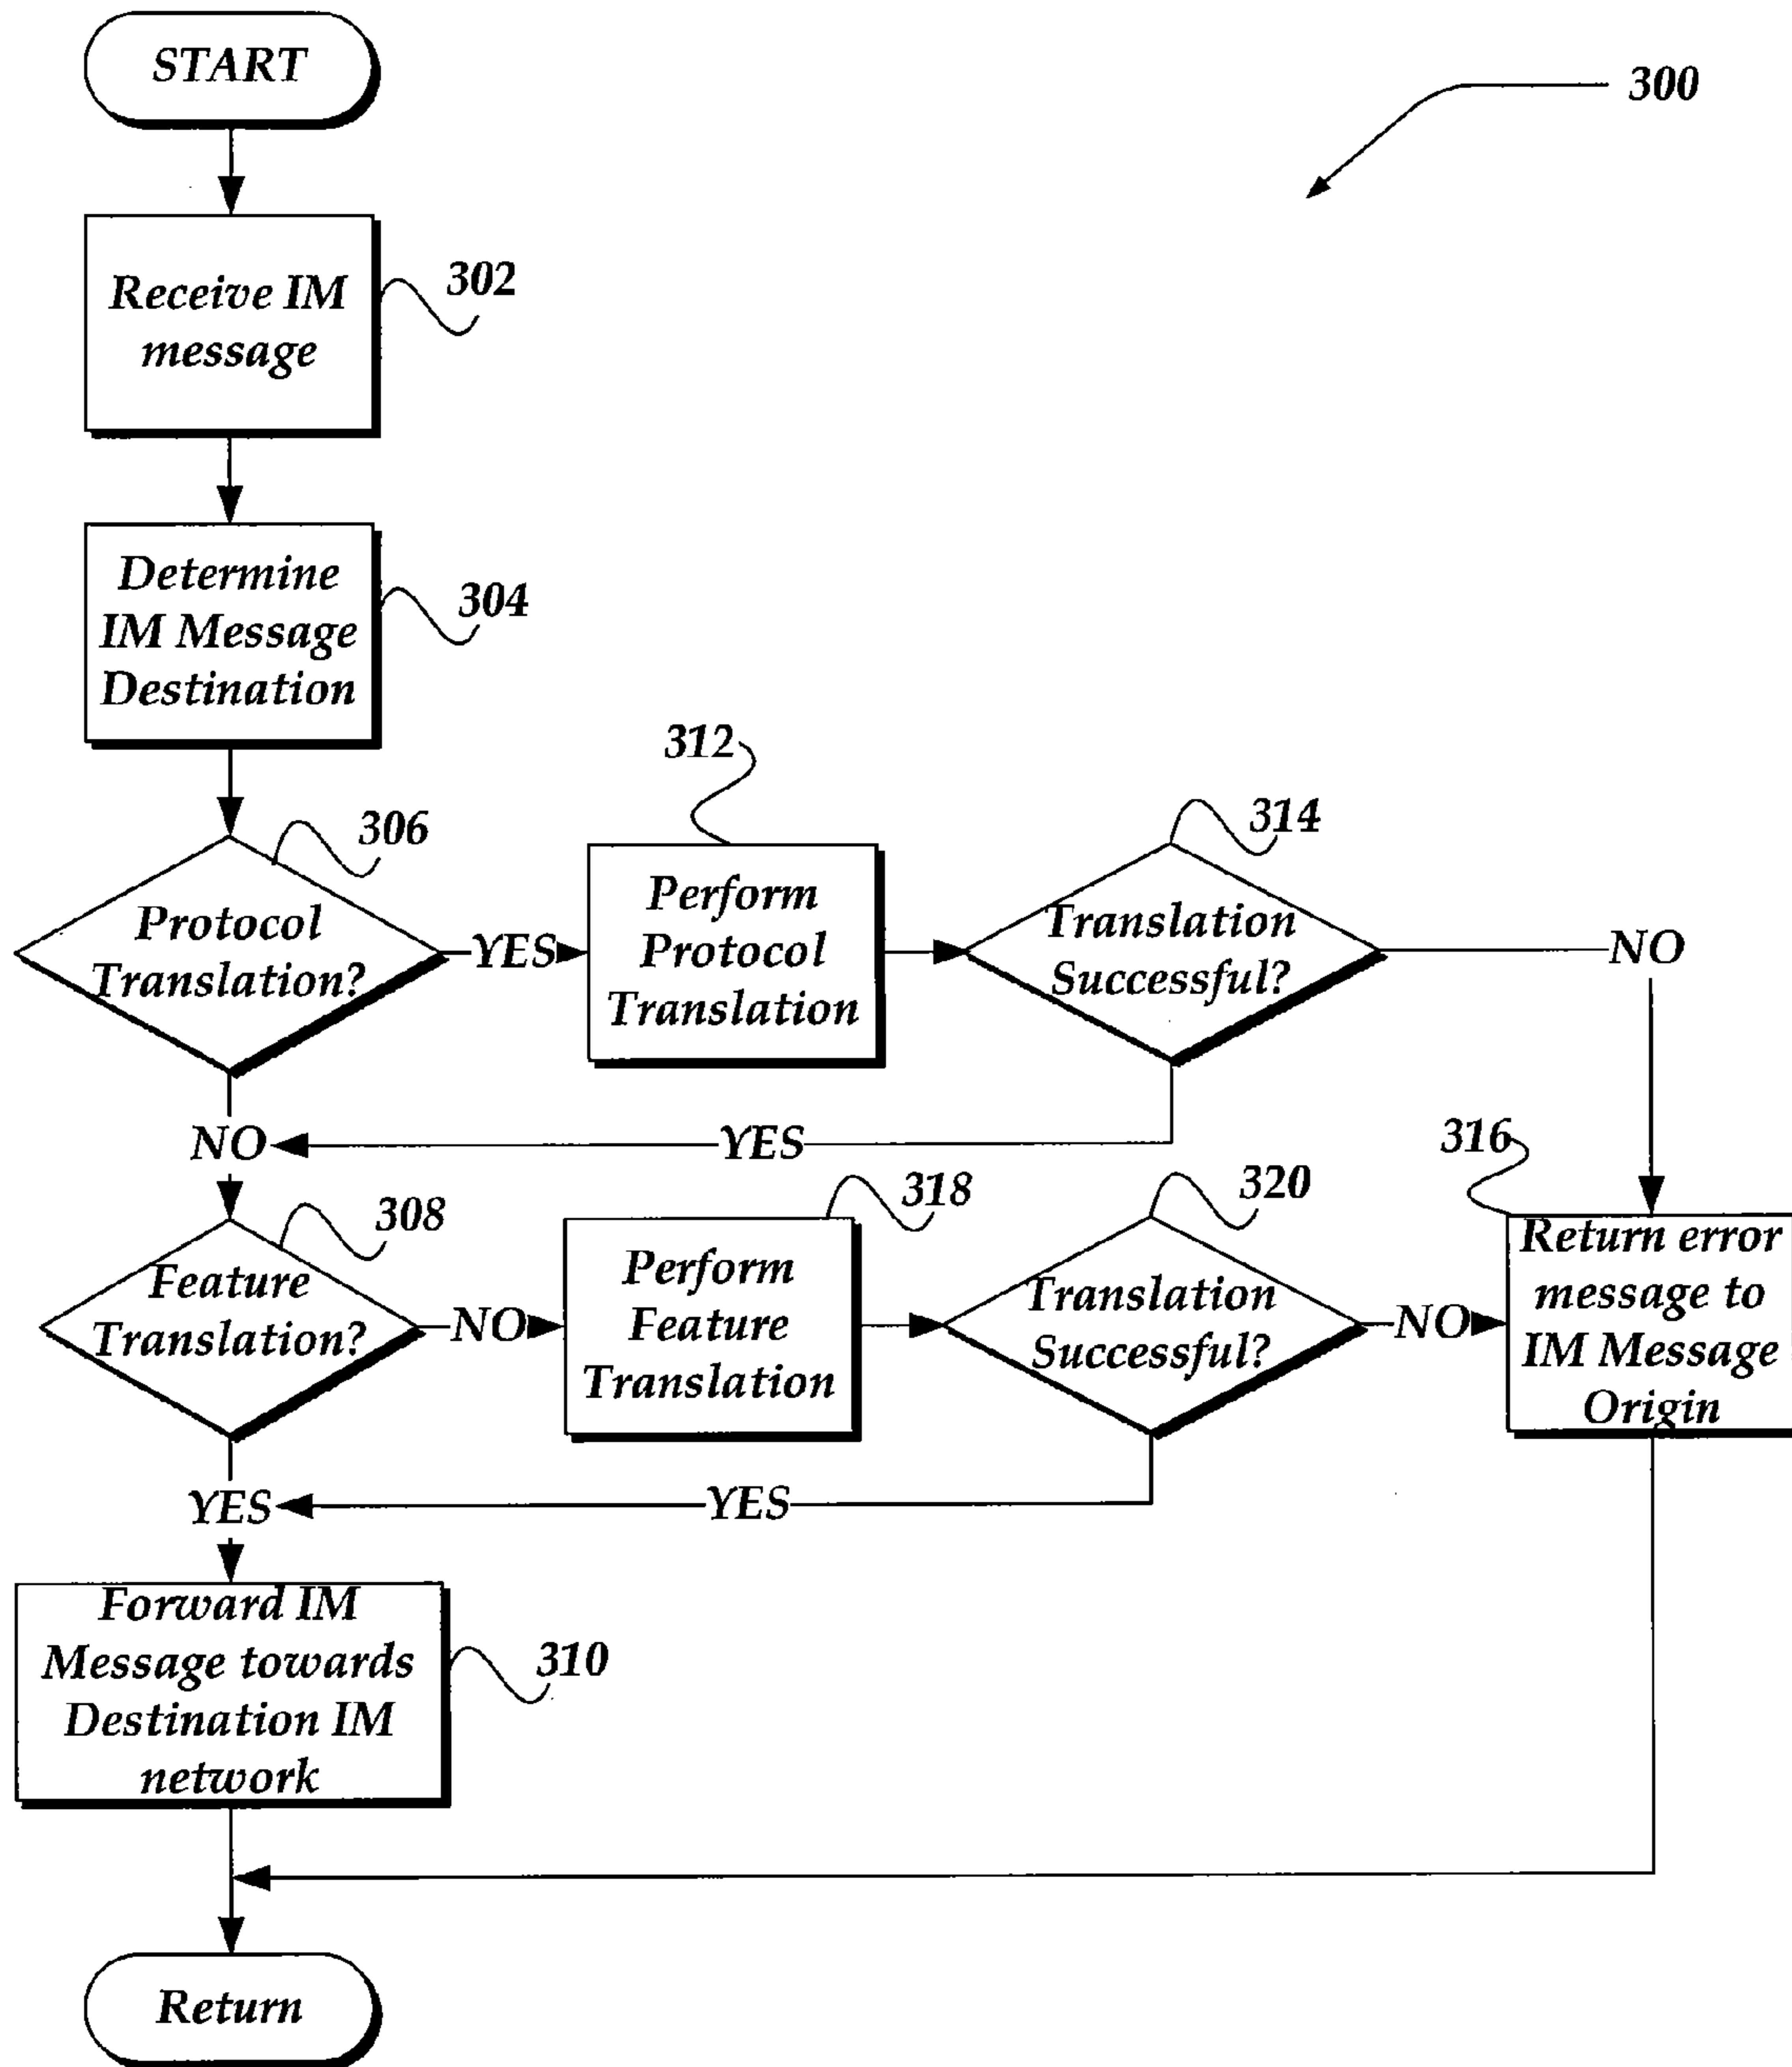 START
300
Receive IM
message
302
Determine
IM Message
Destination
304
312
306
314
Protocol
Translation?
YES
Perform
Protocol
Translation
Translation
Successful?
NO
NO
YES
316
308
318
320
Feature
Translation?
NO
Perform
Feature
Translation
Translation
Successful?
NO
Return error
message to
IM Message
Origin
YES
YES
Forward IM
Message towards
Destination IM
network
310
Return